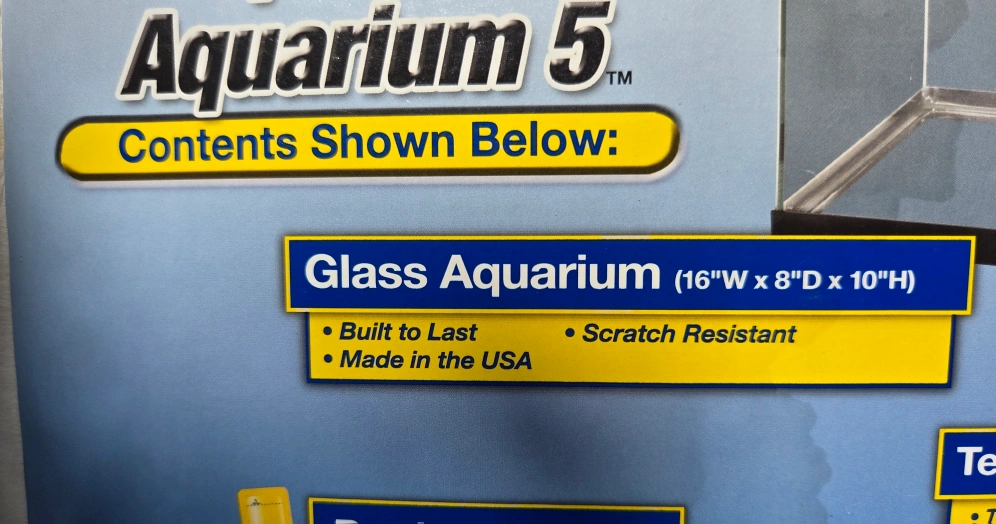 Aquarium 5™
Contents Shown Below:
Glass Aquarium (16"W x 8"D x 10"H)
• Built to Last • Scratch Resistant
• Made in the USA
Te